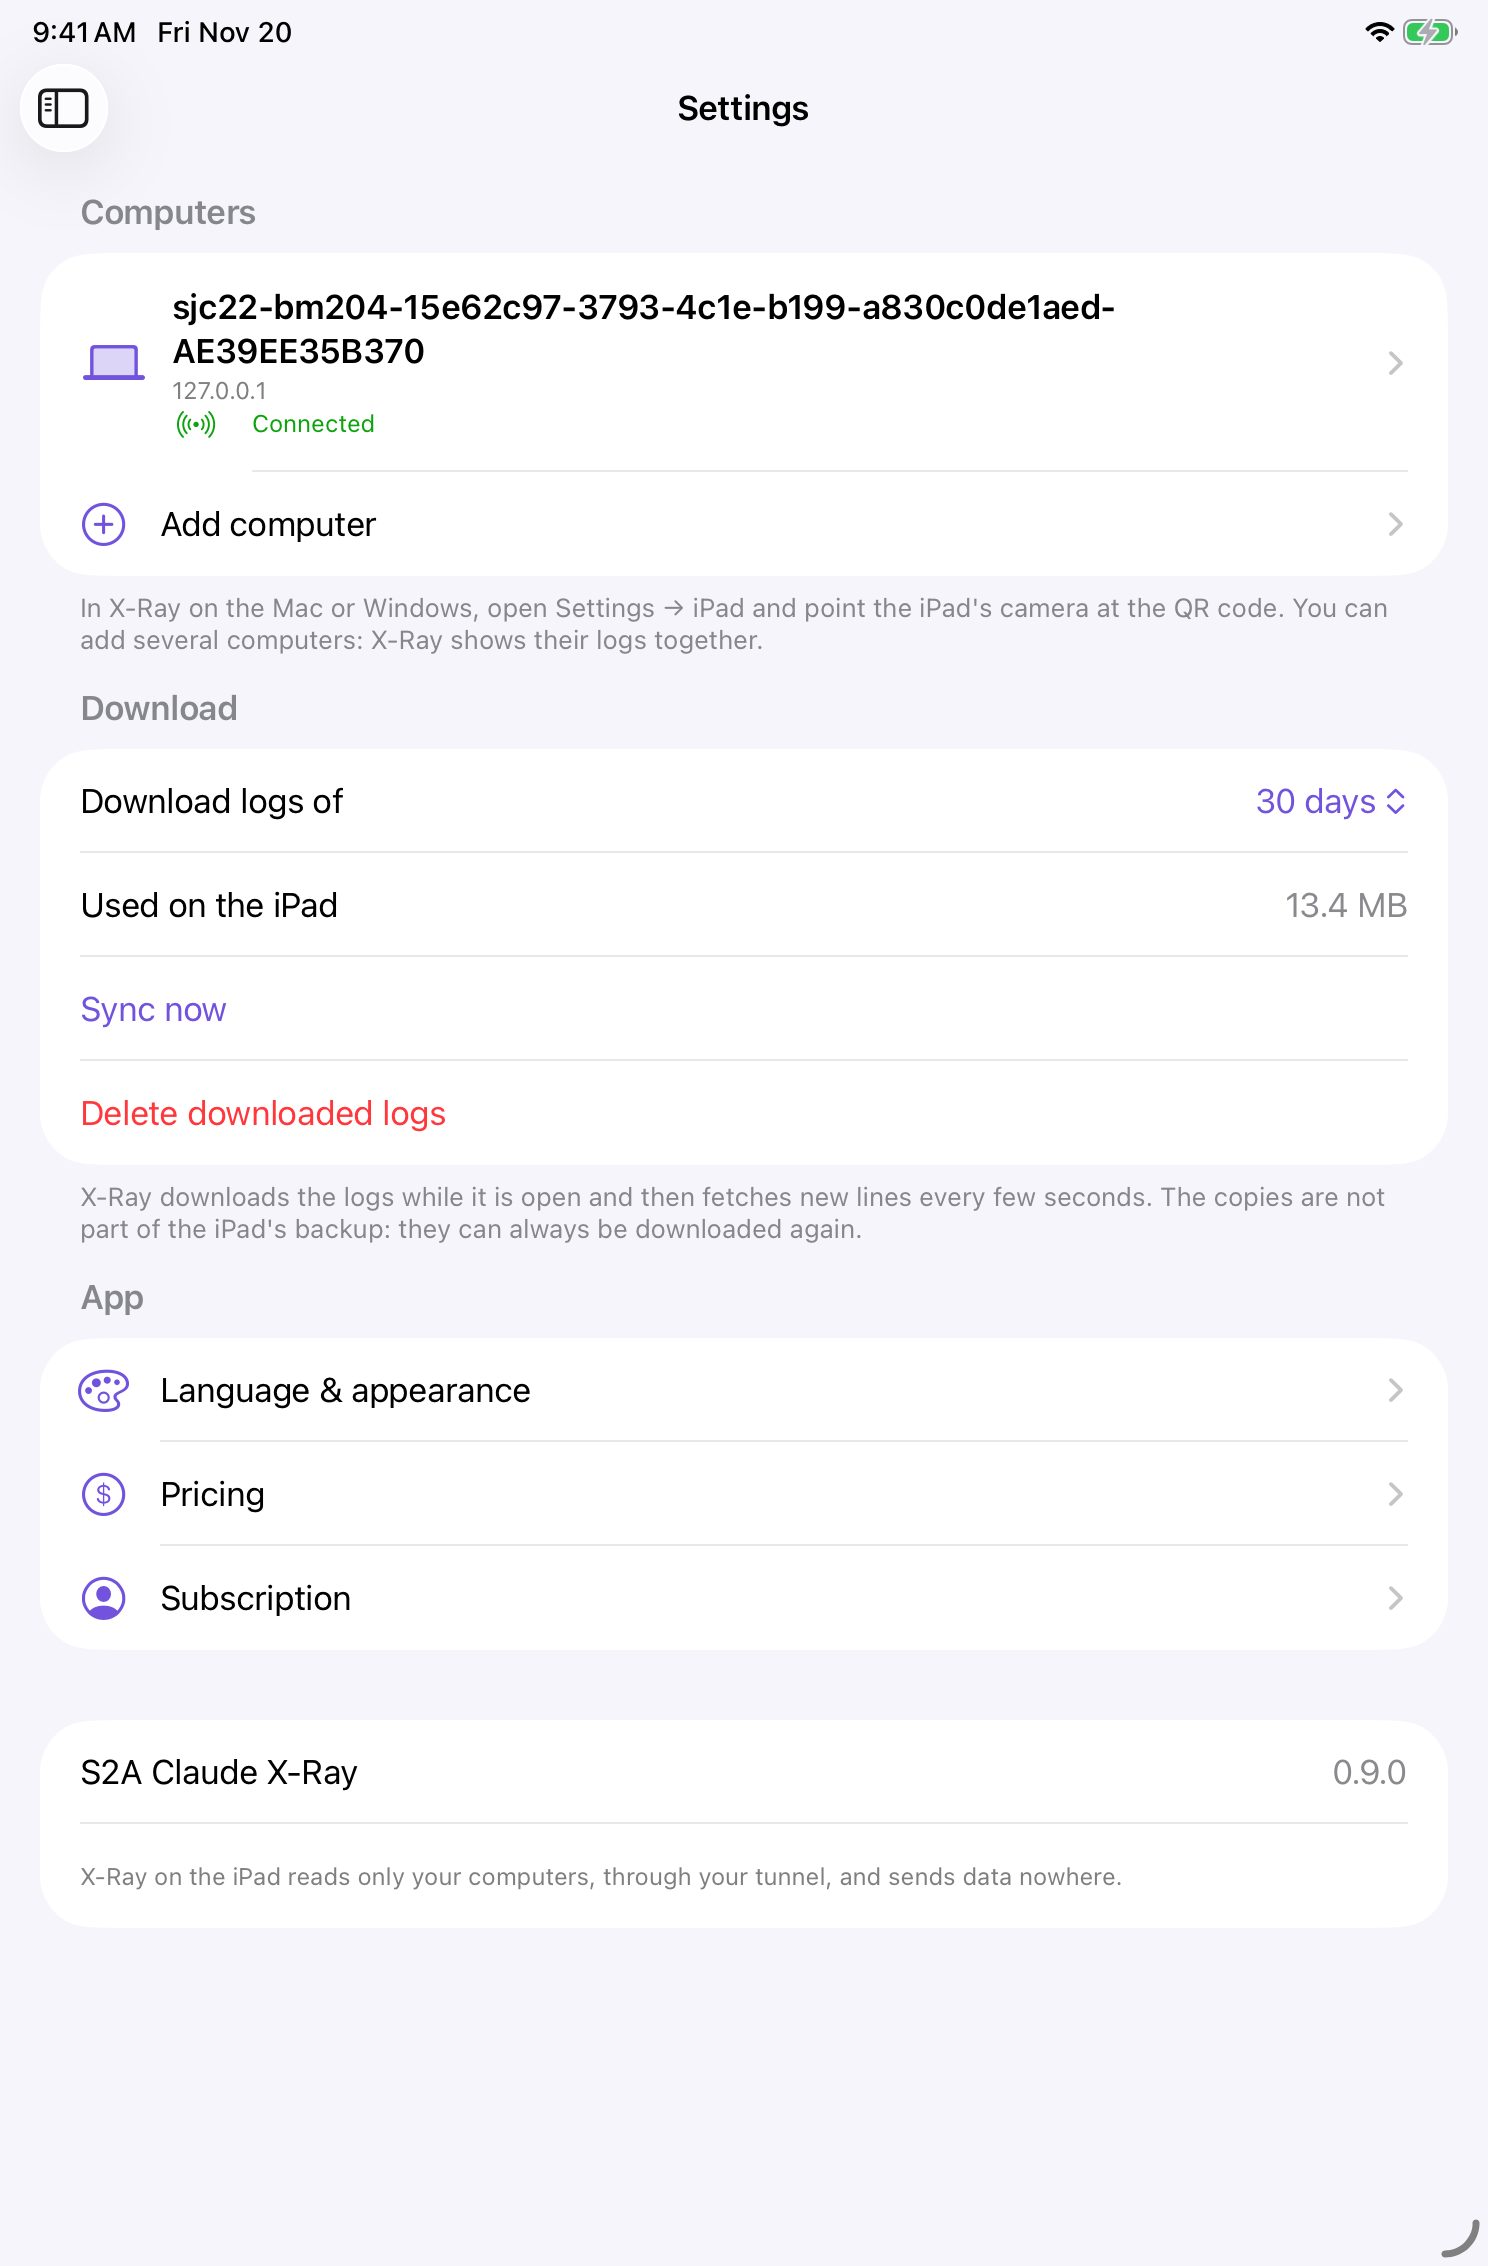 9:41 AM Fri Nov 20
Settings
Computers
sjc22-bm204-15e62c97-3793-4c1e-b199-a830c0de1aed-
AE39EE35B370
127.0.0.1
Connected
Add computer
In X-Ray on the Mac or Windows, open Settings → iPad and point the iPad's camera at the QR code. You can
add several computers: X-Ray shows their logs together.
Download
Download logs of 30 days
Used on the iPad 13.4 MB
Sync now
Delete downloaded logs
X-Ray downloads the logs while it is open and then fetches new lines every few seconds. The copies are not
part of the iPad's backup: they can always be downloaded again.
App
Language & appearance
$ Pricing
Subscription
S2A Claude X-Ray 0.9.0
X-Ray on the iPad reads only your computers, through your tunnel, and sends data nowhere.